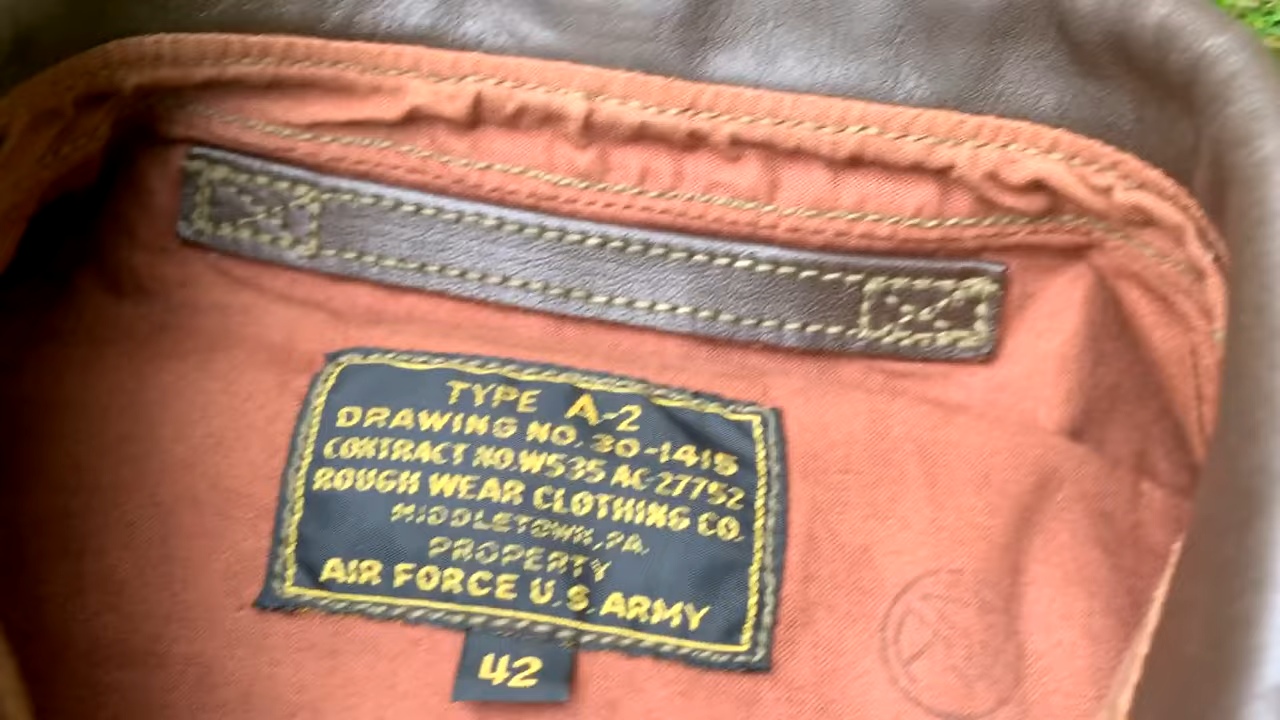 TYPE A-2
DRAWING NO. 30-1415
CONTRACT NO.W535 AC-27752
ROUGH WEAR CLOTHING CO.
MIDDLETOWN, PA.
PROPERTY
AIR FORCE U.S. ARMY
42